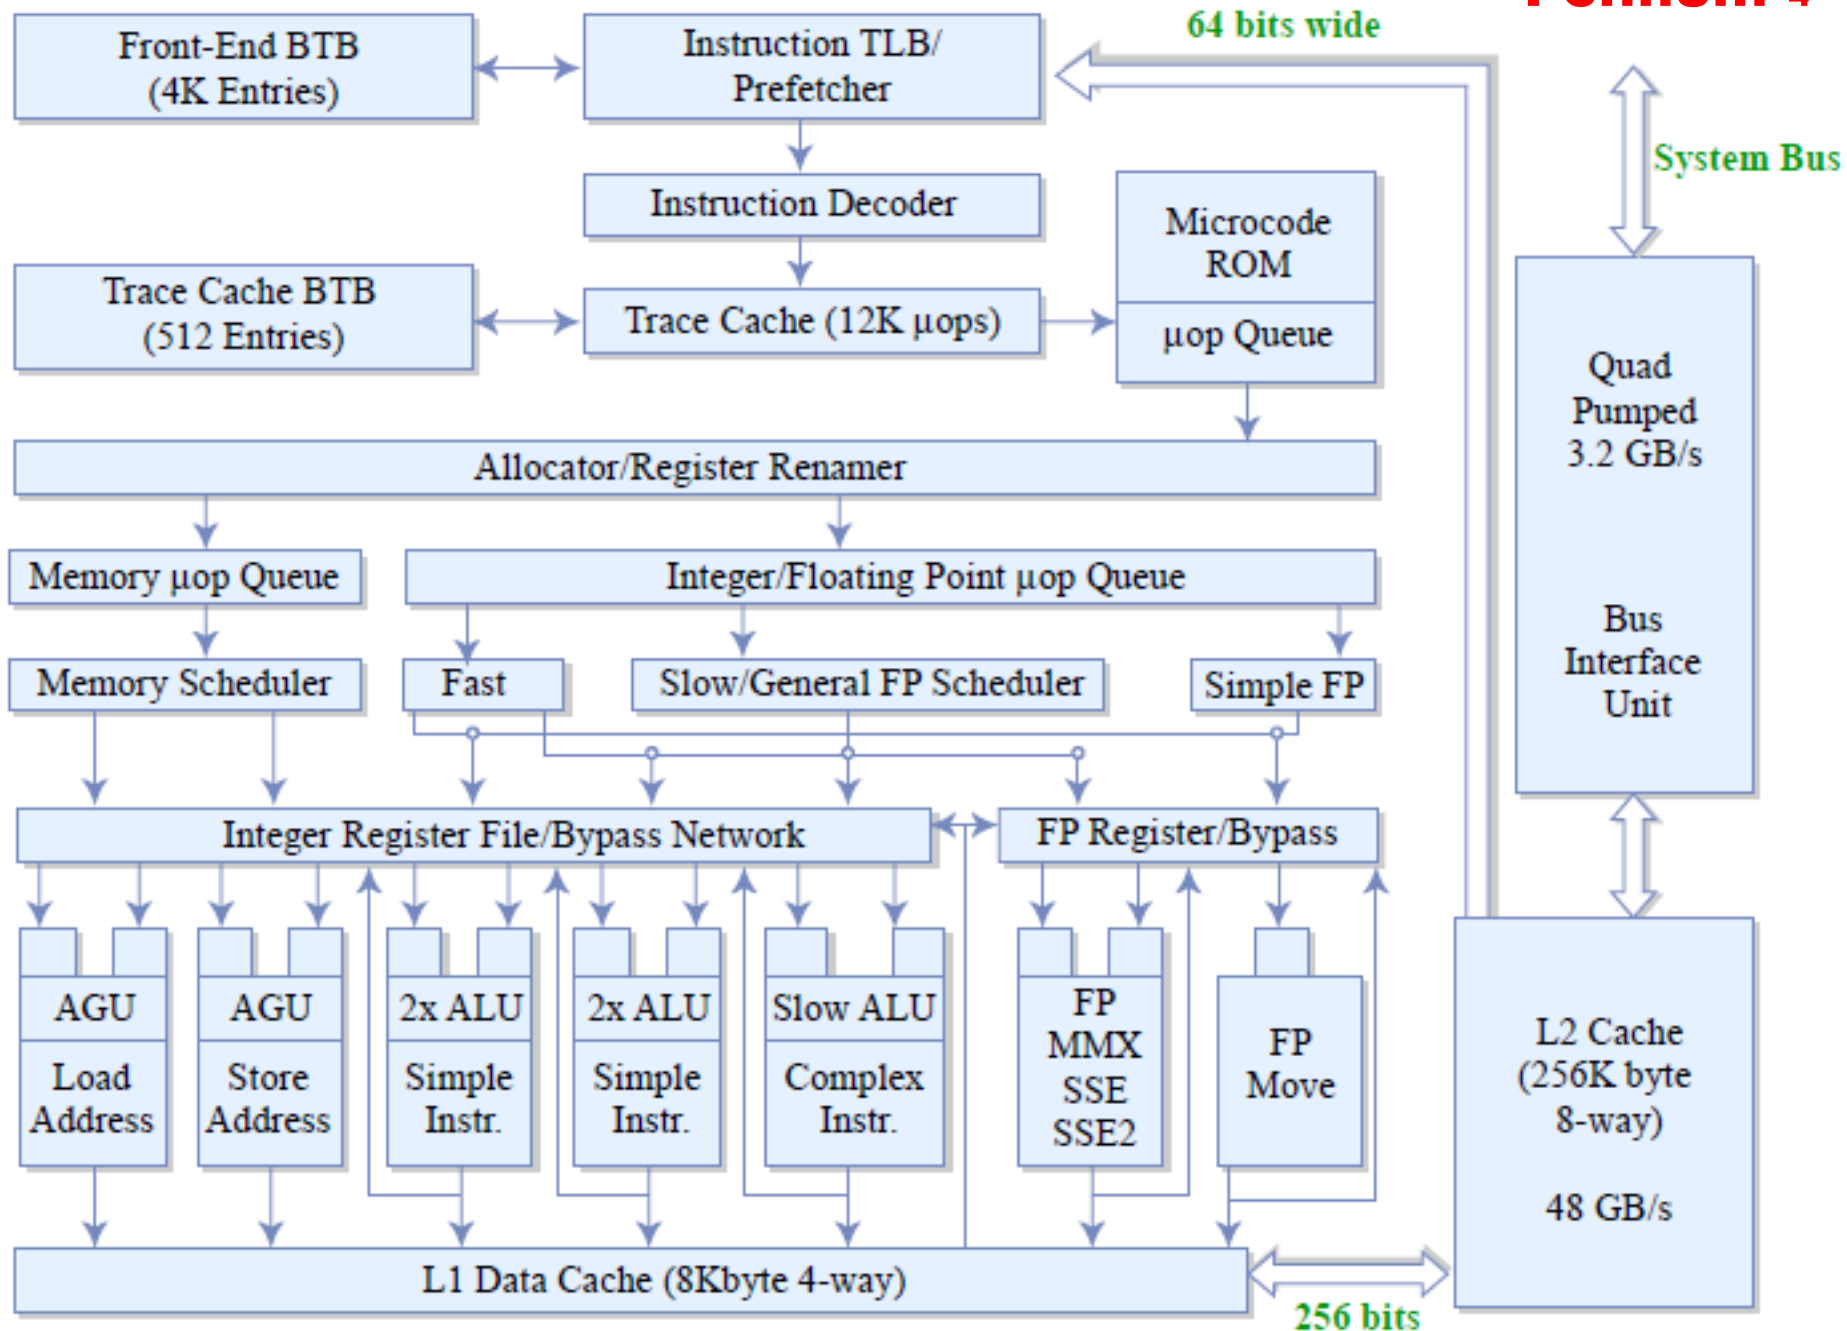 Pentium 4
64 bits wide
Front-End BTB
(4K Entries)
Instruction TLB/
Prefetcher
System Bus
Instruction Decoder
Microcode
ROM
Trace Cache BTB
(512 Entries)
Trace Cache (12K µops)
µop Queue
Quad
Pumped
3.2 GB/s
Allocator/Register Renamer
Memory µop Queue
Integer/Floating Point µop Queue
Bus
Interface
Unit
Memory Scheduler
Fast
Slow/General FP Scheduler
Simple FP
Integer Register File/Bypass Network
FP Register/Bypass
AGU
Load
Address
AGU
Store
Address
2x ALU
Simple
Instr.
2x ALU
Simple
Instr.
Slow ALU
Complex
Instr.
FP
MMX
SSE
SSE2
FP
Move
L2 Cache
(256K byte
8-way)
48 GB/s
L1 Data Cache (8Kbyte 4-way)
256 bits